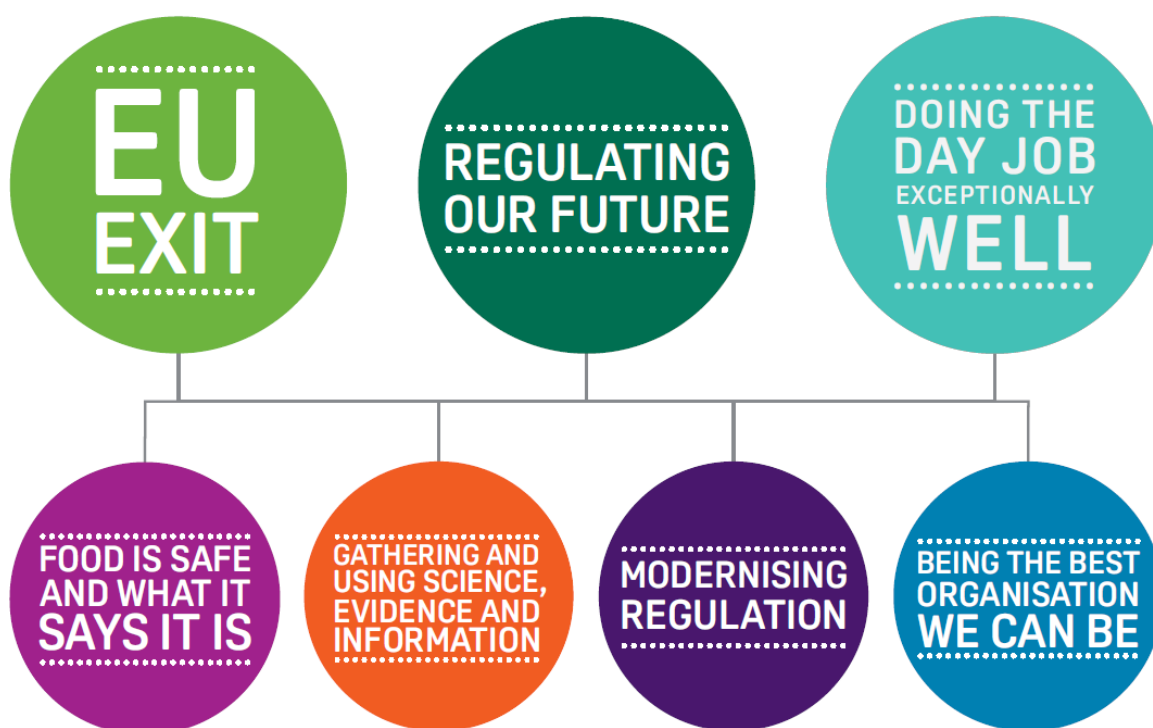 EU
EXIT
REGULATING
OUR FUTURE
DOING THE
DAY JOB
EXCEPTIONALLY
WELL
FOOD IS SAFE
AND WHAT IT
SAYS IT IS
GATHERING AND
USING SCIENCE,
EVIDENCE AND
INFORMATION
MODERNISING
REGULATION
BEING THE BEST
ORGANISATION
WE CAN BE